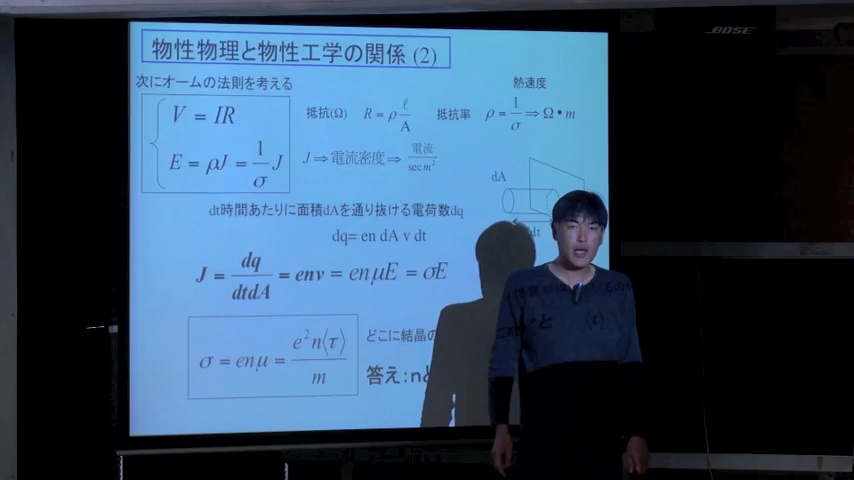 BOSE
物性物理と物性工学の関係 (2)
次にオームの法則を考える
熱速度
V = IR
抵抗(Ω) R = ρ ℓ/A 抵抗率 ρ = 1/σ ⇒ Ω•m
E = ρJ = 1/σ J
J ⇒ 電流密度 ⇒ 電流/sec m²
dA
dt時間あたりに面積dAを通り抜ける電荷数dq
dt
dq= en dA v dt
J = dq/dtdA = env = enμE = σE
σ = enμ = e²n⟨τ⟩/m
どこに結晶の
答え:nと
⟨τ⟩